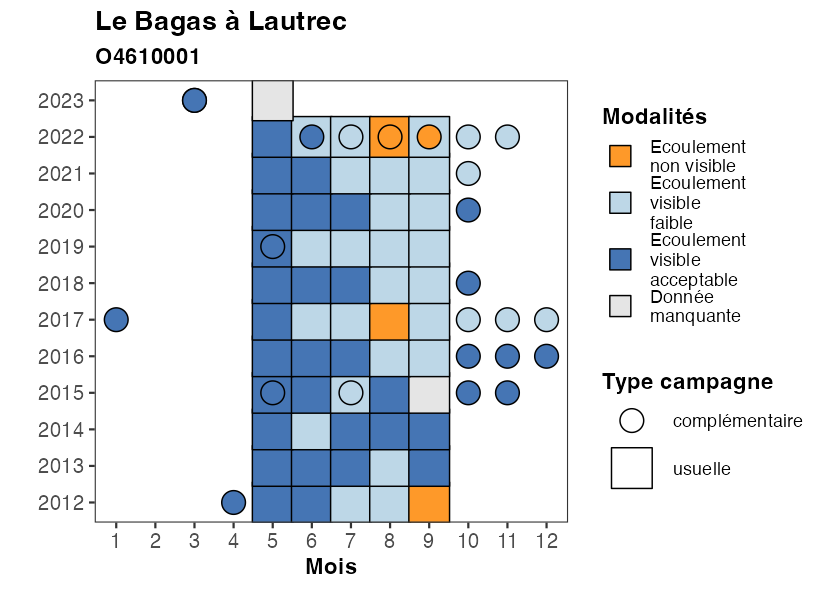 Le Bagas à Lautrec
O4610001
2023
2022
2021
2020
2019
2018
2017
2016
2015
2014
2013
2012
1 2 3 4 5 6 7 8 9 10 11 12
Mois
Modalités
Ecoulement
non visible
Ecoulement
visible
faible
Ecoulement
visible
acceptable
Donnée
manquante
Type campagne
complémentaire
usuelle